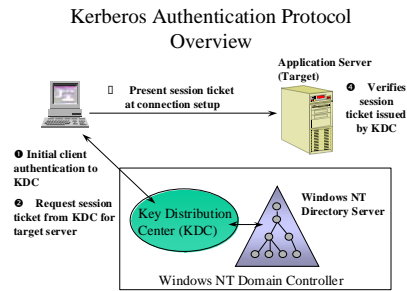 Kerberos Authentication Protocol
Overview
Application Server
(Target)
▯ Present session ticket
at connection setup
❹ Verifies
session
ticket issued
by KDC
❶ Initial client
authentication to
KDC
❷ Request session
ticket from KDC for
target server
Key Distribution
Center (KDC)
Windows NT
Directory Server
Windows NT Domain Controller